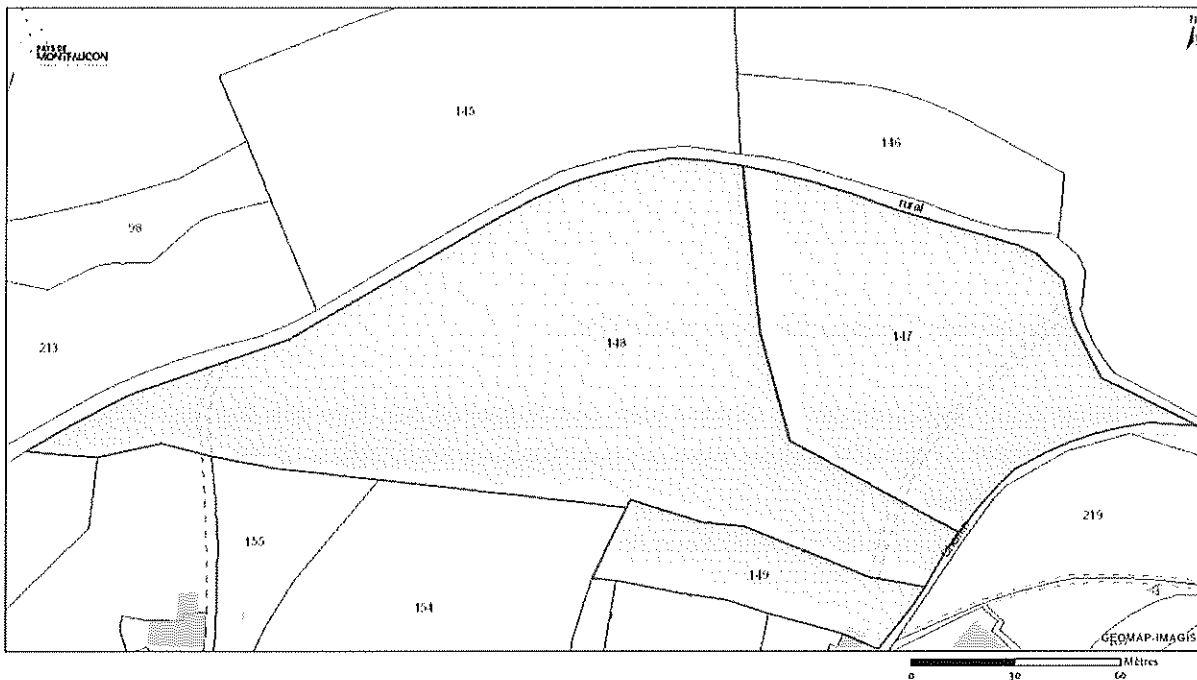 PAYS DE
MONTFAUCON
145
146
rural
98
213
148
147
219
155
149
154
GEOMAP-IMAGIS
Mètres
0 30 60